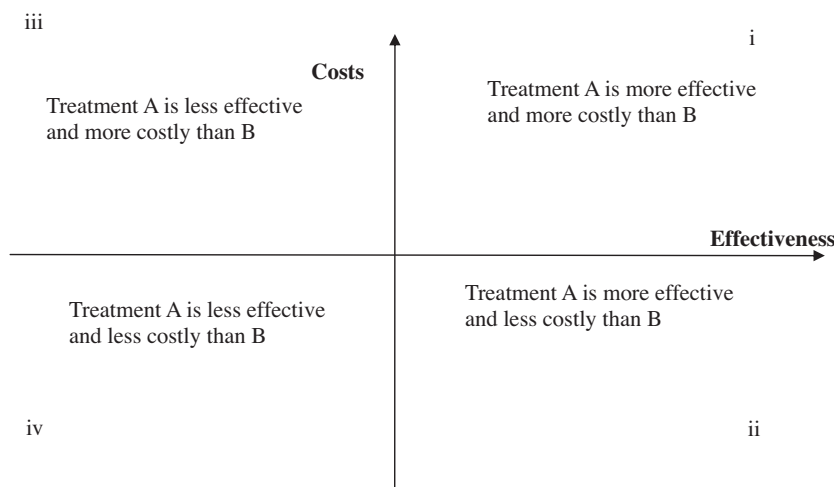 iii
i
Costs
Treatment A is less effective
and more costly than B
Treatment A is more effective
and more costly than B
Effectiveness
Treatment A is less effective
and less costly than B
Treatment A is more effective
and less costly than B
iv
ii